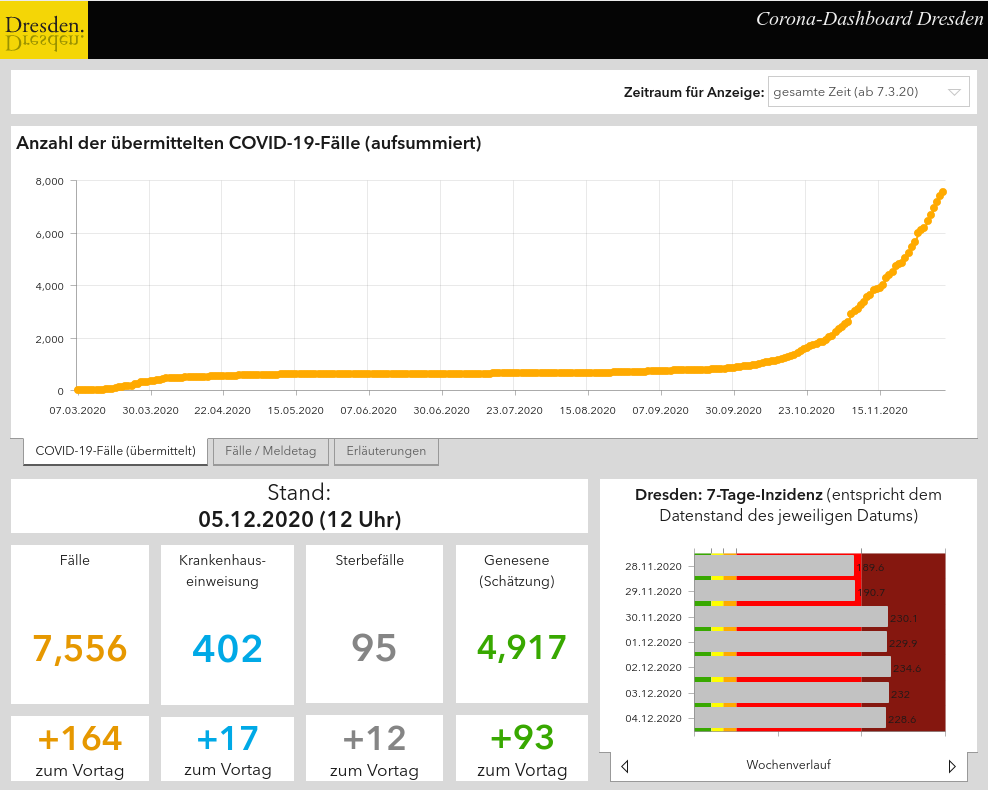 Dresden.
Dresden.
Corona-Dashboard Dresden
Zeitraum für Anzeige: gesamte Zeit (ab 7.3.20)
Anzahl der übermittelten COVID-19-Fälle (aufsummiert)
8,000
6,000
4,000
2,000
0
07.03.2020 30.03.2020 22.04.2020 15.05.2020 07.06.2020 30.06.2020 23.07.2020 15.08.2020 07.09.2020 30.09.2020 23.10.2020 15.11.2020
COVID-19-Fälle (übermittelt) Fälle / Meldetag Erläuterungen
Stand:
05.12.2020 (12 Uhr)
Fälle
7,556
+164
zum Vortag
Krankenhaus-
einweisung
402
+17
zum Vortag
Sterbefälle
95
+12
zum Vortag
Genesene
(Schätzung)
4,917
+93
zum Vortag
Dresden: 7-Tage-Inzidenz (entspricht dem
Datenstand des jeweiligen Datums)
28.11.2020 189.6
29.11.2020 190.7
30.11.2020 230.1
01.12.2020 229.9
02.12.2020 234.6
03.12.2020 232
04.12.2020 228.6
Wochenverlauf